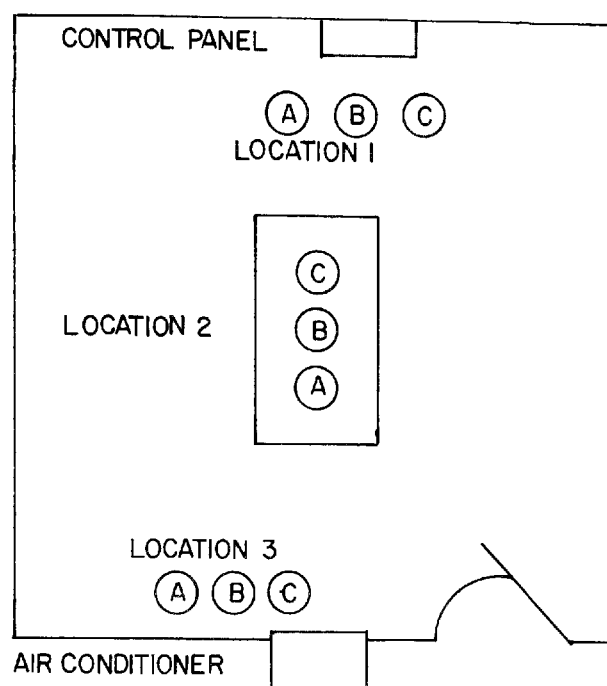 CONTROL PANEL
A B C
LOCATION 1
C
LOCATION 2 B
A
LOCATION 3
A B C
AIR CONDITIONER